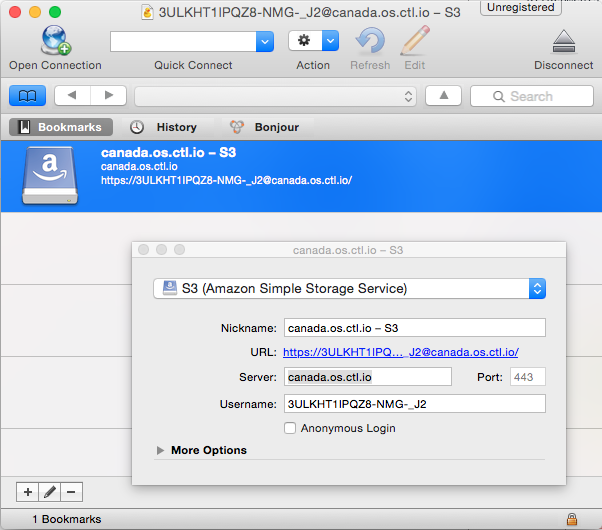 3ULKHT1IPQZ8-NMG-_J2@canada.os.ctl.io – S3
Unregistered
Open Connection
Quick Connect
Action
Refresh
Edit
Disconnect
Search
Bookmarks
History
Bonjour
canada.os.ctl.io – S3
canada.os.ctl.io
https://3ULKHT1IPQZ8-NMG-_J2@canada.os.ctl.io/
canada.os.ctl.io – S3
S3 (Amazon Simple Storage Service)
Nickname: canada.os.ctl.io – S3
URL: https://3ULKHT1IPQ..._J2@canada.os.ctl.io/
Server: canada.os.ctl.io Port: 443
Username: 3ULKHT1IPQZ8-NMG-_J2
Anonymous Login
More Options
1 Bookmarks